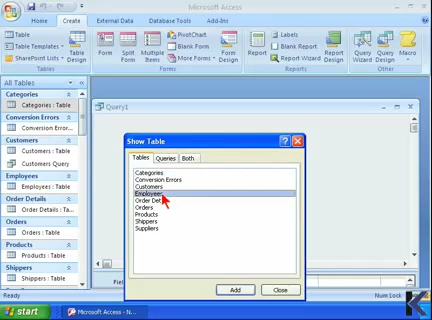 Microsoft Access
Home
Create
External Data
Database Tools
Add-Ins
Table
Table Templates
SharePoint Lists
Table
Design
Tables
Form
Split
Form
PivotChart
Blank Form
More Forms
Form
Design
Forms
Report
Labels
Blank Report
Report Wizard
Report
Design
Reports
Query
Wizard
Query
Design
Macro
Other
All Tables
Categories
Categories : Table
Conversion Errors
Conversion Error...
Customers
Customers : Table
Customers Query
Employees
Employees : Table
Order Details
Order Details : Ta...
Orders
Orders : Table
Products
Products : Table
Shippers
Query1
Show Table
Tables
Queries
Both
Categories
Conversion Errors
Customers
Employees
Order Det
Orders
Products
Shippers
Suppliers
Add
Close
Ready
Num Lock
start
Microsoft Access - N...